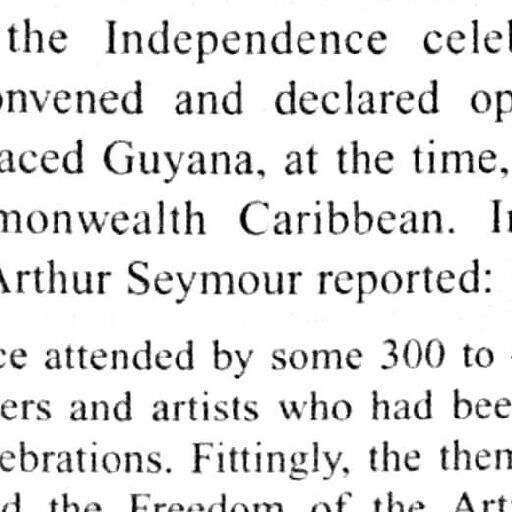 the Independence celeb
onvened and declared op
aced Guyana, at the time,
monwealth Caribbean. In
Arthur Seymour reported:
ce attended by some 300 to
ers and artists who had bee
ebrations. Fittingly, the them
d the Freedom of the Art